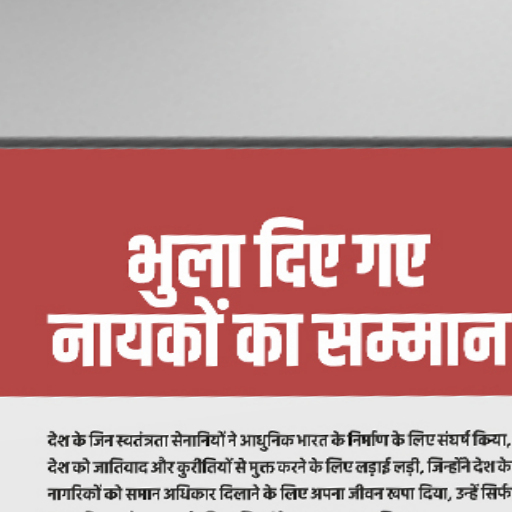 भुला दिए गए
नायकों का सम्मान
देश के जिन स्वतंत्रता सेनानियों ने आधुनिक भारत के निर्माण के लिए संघर्ष किया,
देश को जातिवाद और कुरीतियों से मुक्त करने के लिए लड़ाई लड़ी, जिन्होंने देश के
नागरिकों को समान अधिकार दिलाने के लिए अपना जीवन खपा दिया, उन्हें सिर्फ